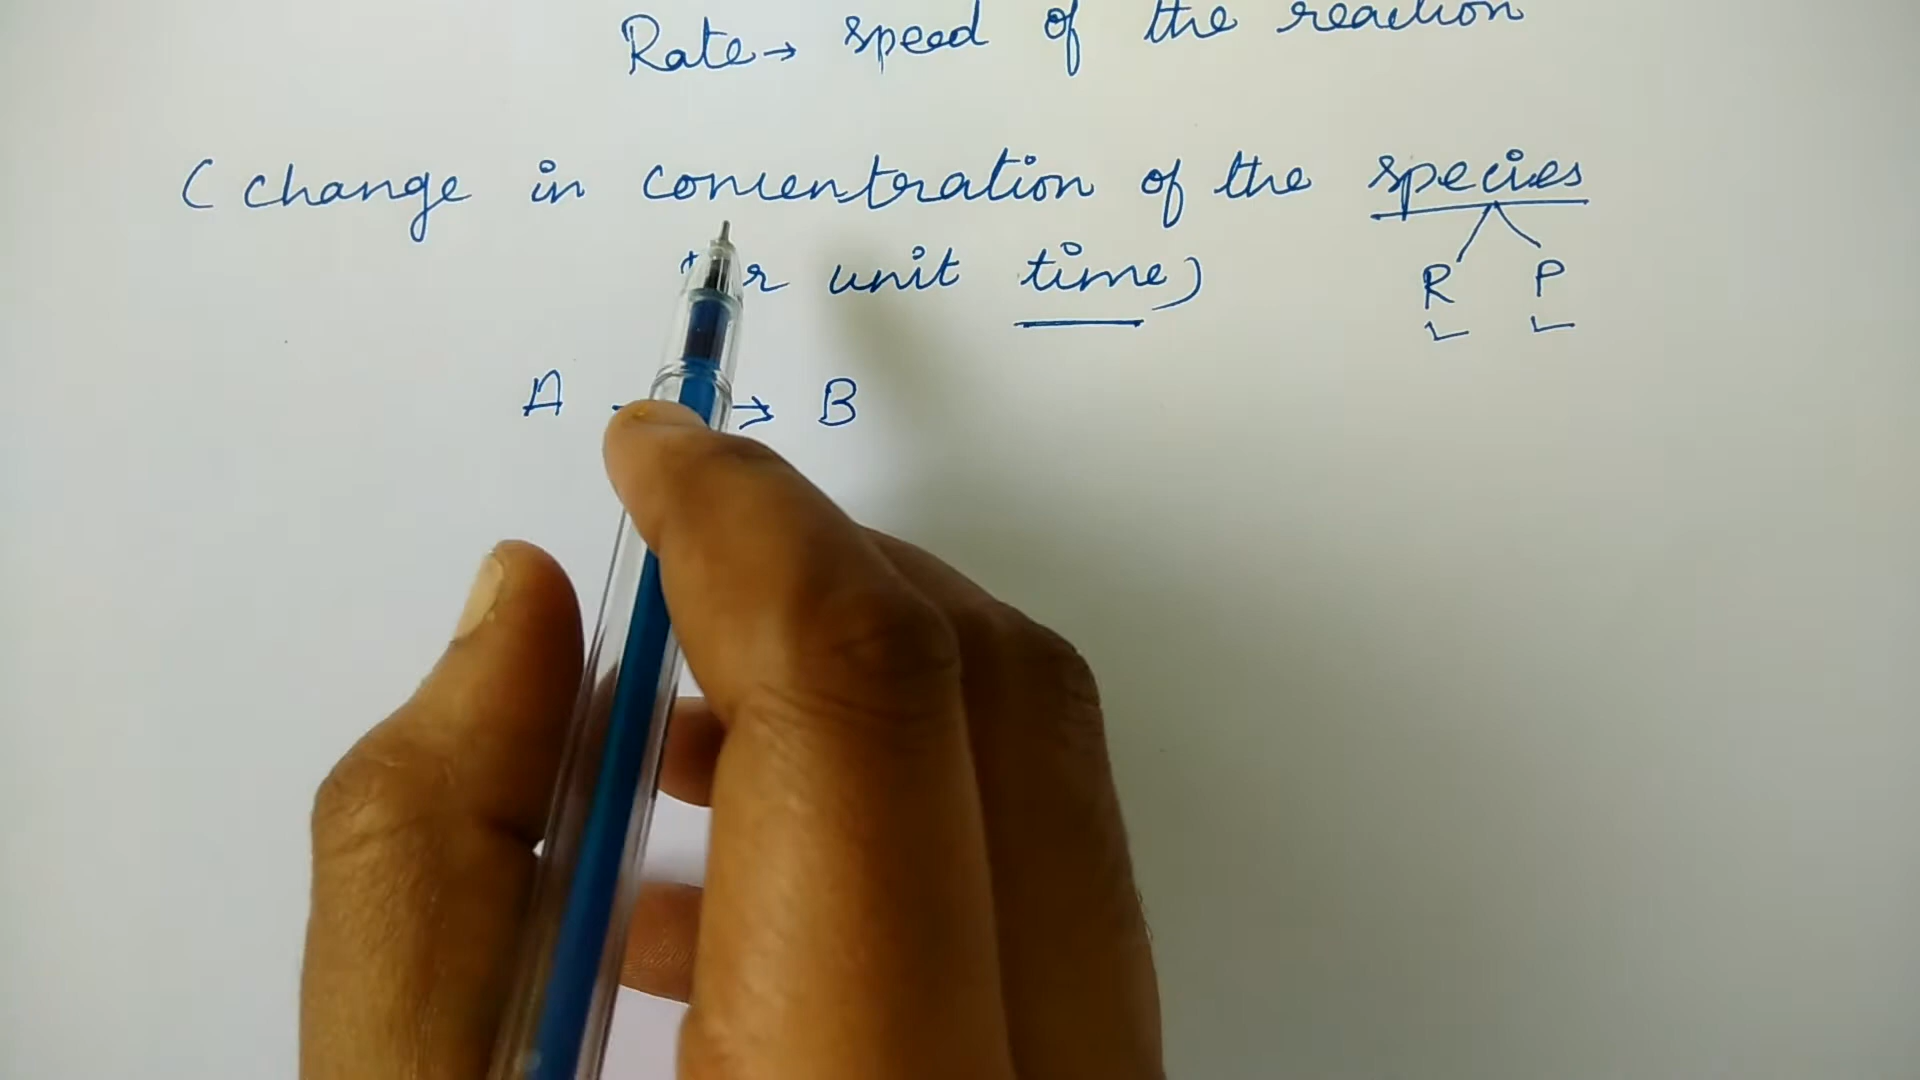 Rate → speed of the reaction
(change in concentration of the species
unit time)
R P
A → B